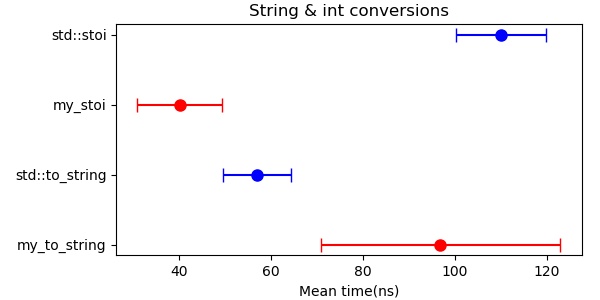 String & int conversions
std::stoi
my_stoi
std::to_string
my_to_string
40 60 80 100 120
Mean time(ns)